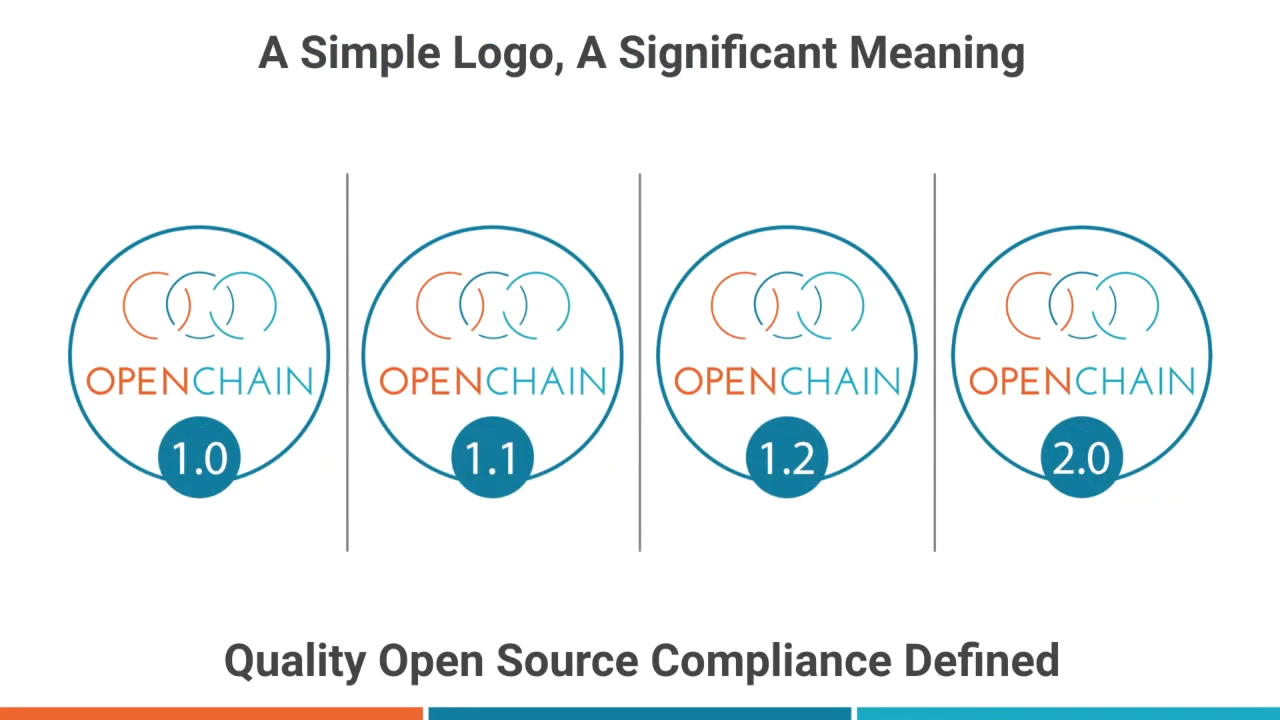 A Simple Logo, A Significant Meaning
OPENCHAIN
1.0
OPENCHAIN
1.1
OPENCHAIN
1.2
OPENCHAIN
2.0
Quality Open Source Compliance Defined